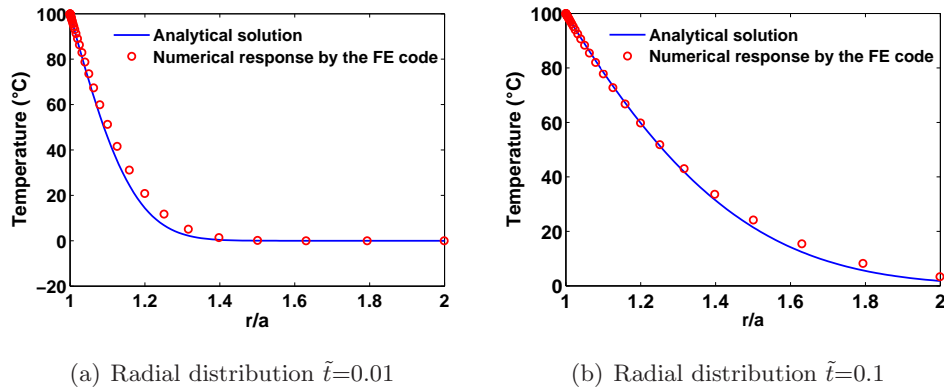 100
80
60
40
20
0
−20
Temperature (°C)
Analytical solution
Numerical response by the FE code
1
1.2
1.4
1.6
1.8
2
r/a
(a) Radial distribution t̃=0.01
100
80
60
40
20
0
Temperature (°C)
Analytical solution
Numerical response by the FE code
1
1.2
1.4
1.6
1.8
2
r/a
(b) Radial distribution t̃=0.1